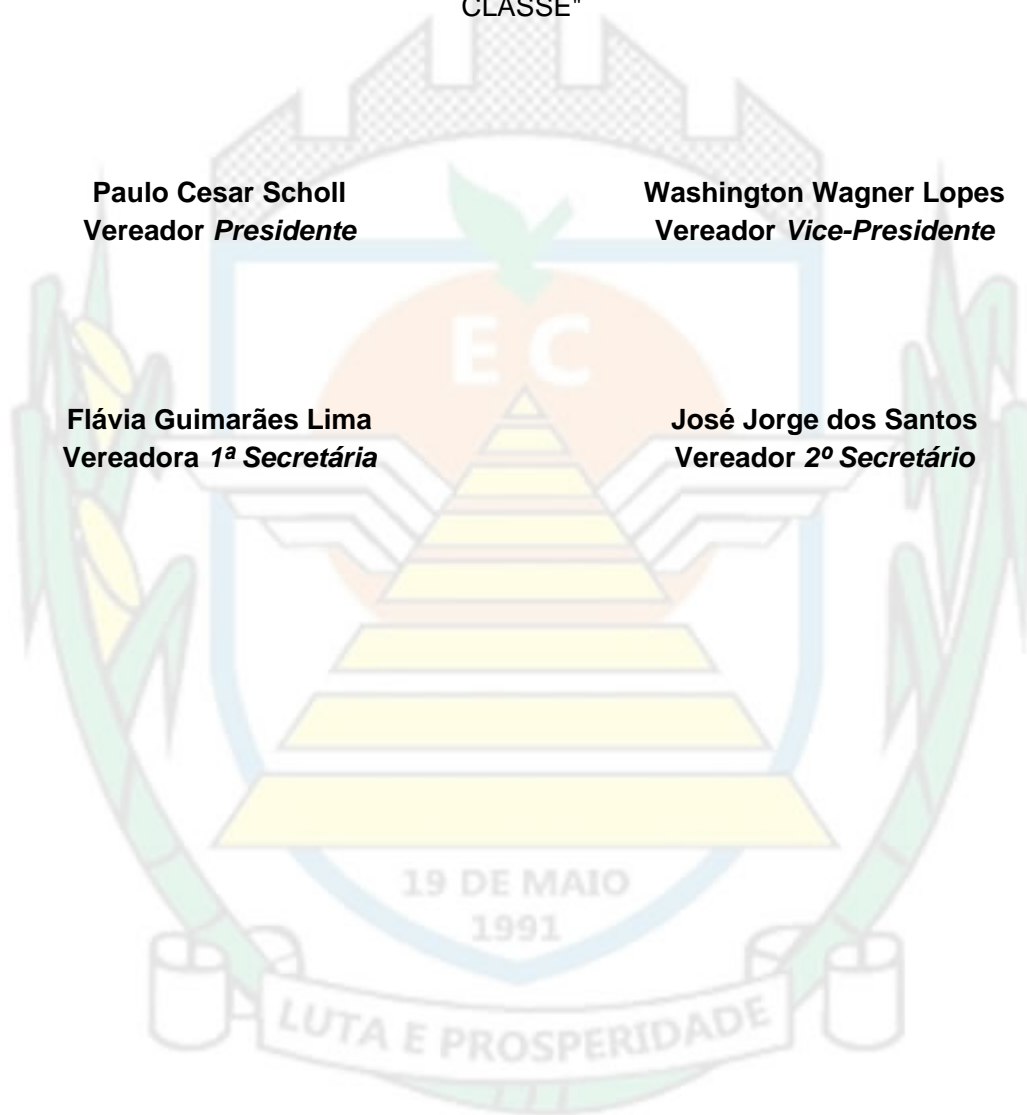 CLASSE"
Paulo Cesar Scholl
Vereador Presidente
Washington Wagner Lopes
Vereador Vice-Presidente
Flávia Guimarães Lima
Vereadora 1ª Secretária
José Jorge dos Santos
Vereador 2º Secretário
E C
19 DE MAIO
1991
LUTA E PROSPERIDADE